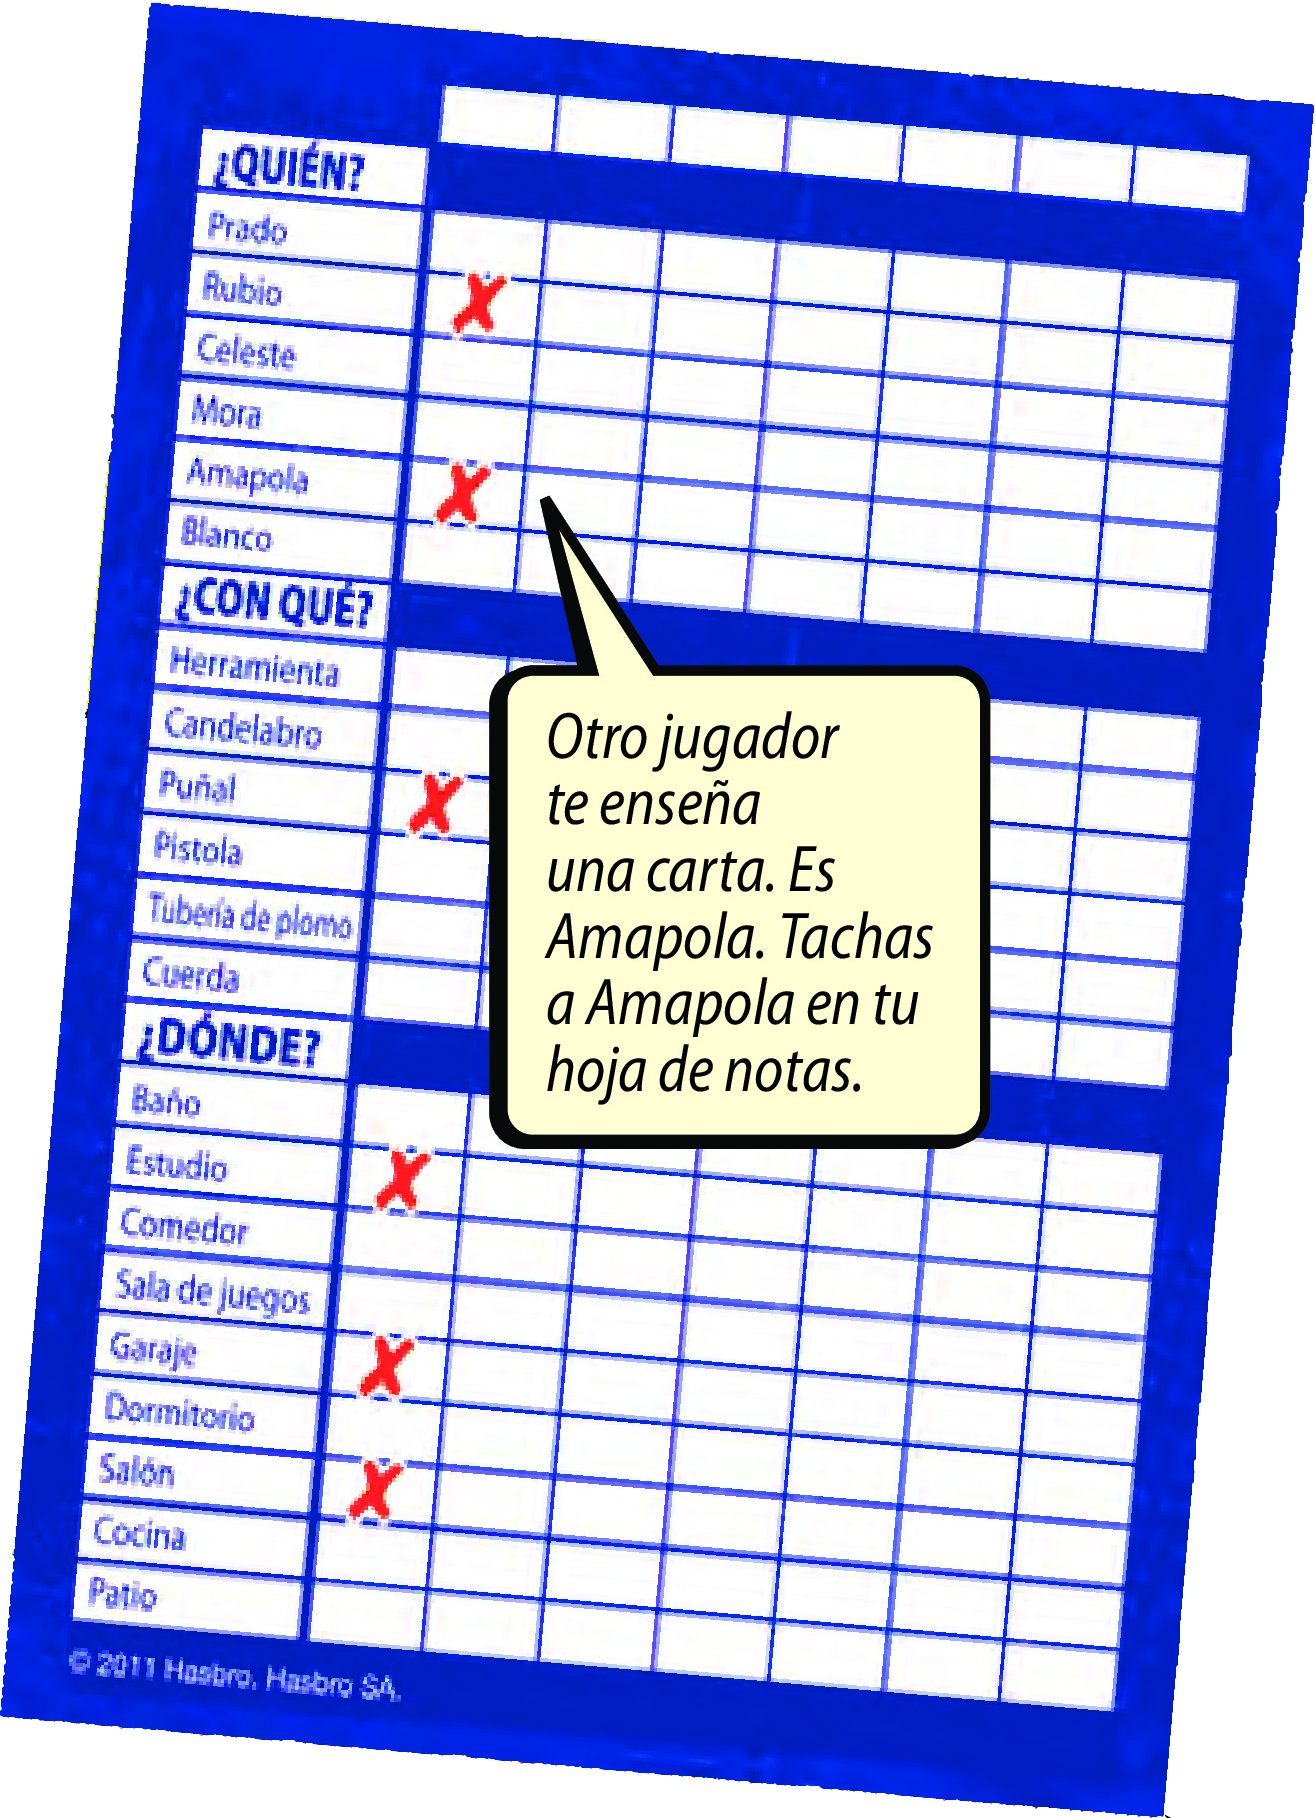 ¿QUIÉN?
Prado
Rubio
X
Celeste
Mora
Amapola
X
Blanco
¿CON QUÉ?
Herramienta
Candelabro
Puñal
X
Pistola
Tubería de plomo
Cuerda
Otro jugador
te enseña
una carta. Es
Amapola. Tachas
a Amapola en tu
hoja de notas.
¿DÓNDE?
Baño
Estudio
X
Comedor
Sala de juegos
Garaje
X
Dormitorio
Salón
X
Cocina
Patio
© 2011 Hasbro. Hasbro SA.